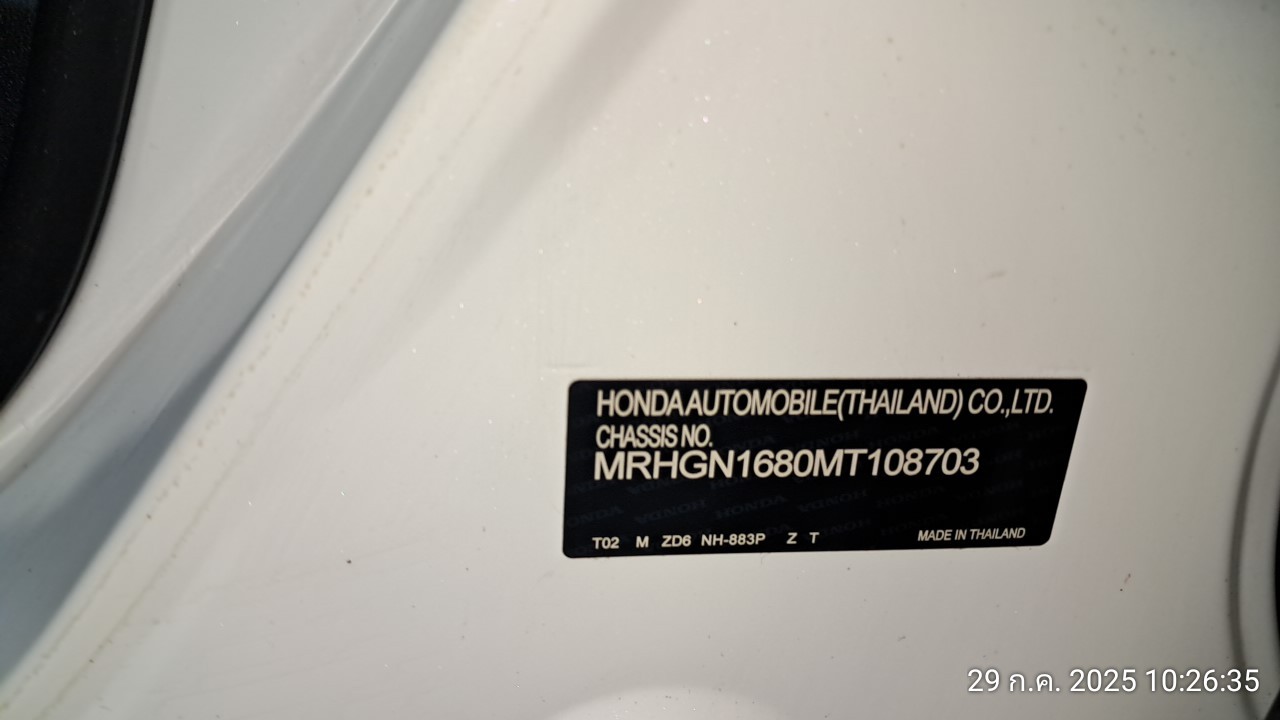 HONDA AUTOMOBILE(THAILAND) CO.,LTD.
CHASSIS NO.
MRHGN1680MT108703
T02 M ZD6 NH-883P Z T MADE IN THAILAND
29 ก.ค. 2025 10:26:35